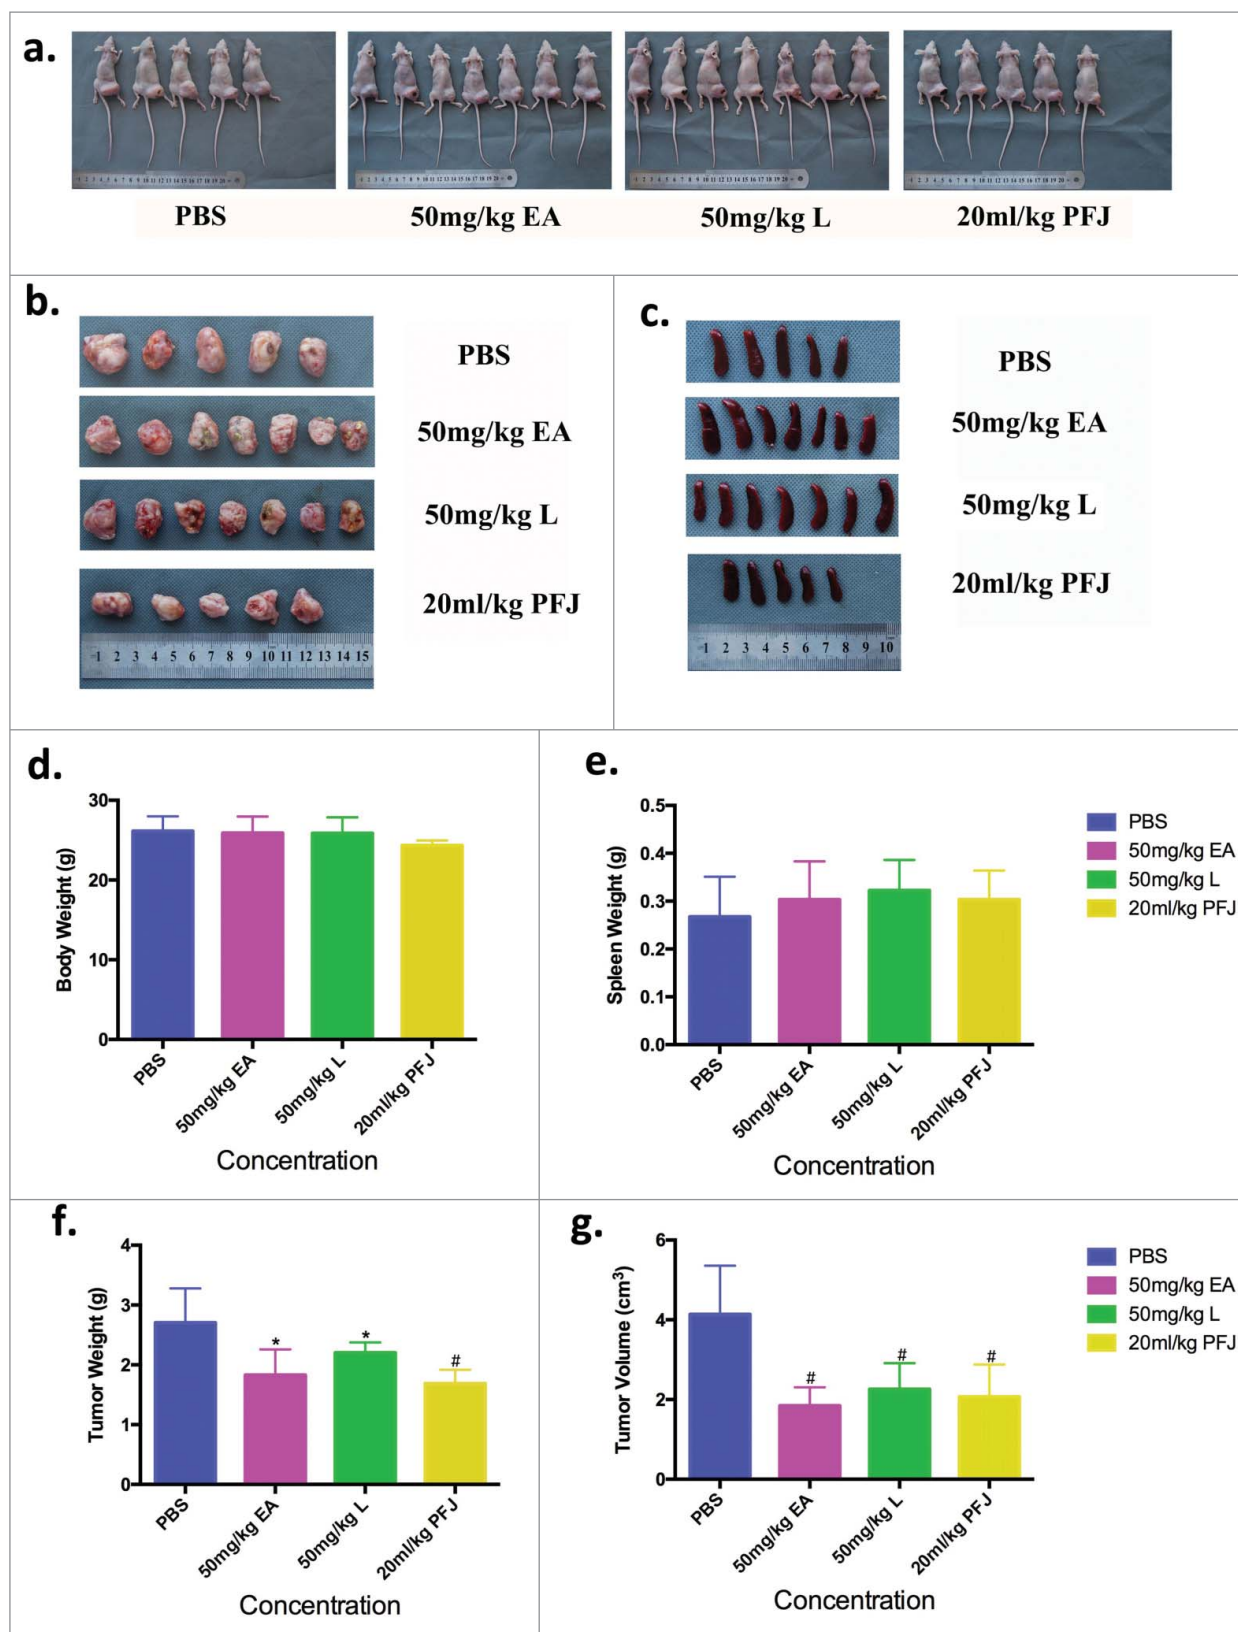 a.
PBS
50mg/kg EA
50mg/kg L
20ml/kg PFJ
b.
PBS
50mg/kg EA
50mg/kg L
20ml/kg PFJ
1 2 3 4 5 6 7 8 9 10 11 12 13 14 15
c.
PBS
50mg/kg EA
50mg/kg L
20ml/kg PFJ
1 2 3 4 5 6 7 8 9 10
d.
30
20
10
0
Body Weight (g)
PBS
50mg/kg EA
50mg/kg L
20ml/kg PFJ
Concentration
e.
0.5
0.4
0.3
0.2
0.1
0.0
Spleen Weight (g)
PBS
50mg/kg EA
50mg/kg L
20ml/kg PFJ
Concentration
PBS
50mg/kg EA
50mg/kg L
20ml/kg PFJ
f.
4
3
2
1
0
Tumor Weight (g)
*
*
#
PBS
50mg/kg EA
50mg/kg L
20ml/kg PFJ
Concentration
g.
6
4
2
0
Tumor Volume (cm³)
#
#
#
PBS
50mg/kg EA
50mg/kg L
20ml/kg PFJ
Concentration
PBS
50mg/kg EA
50mg/kg L
20ml/kg PFJ